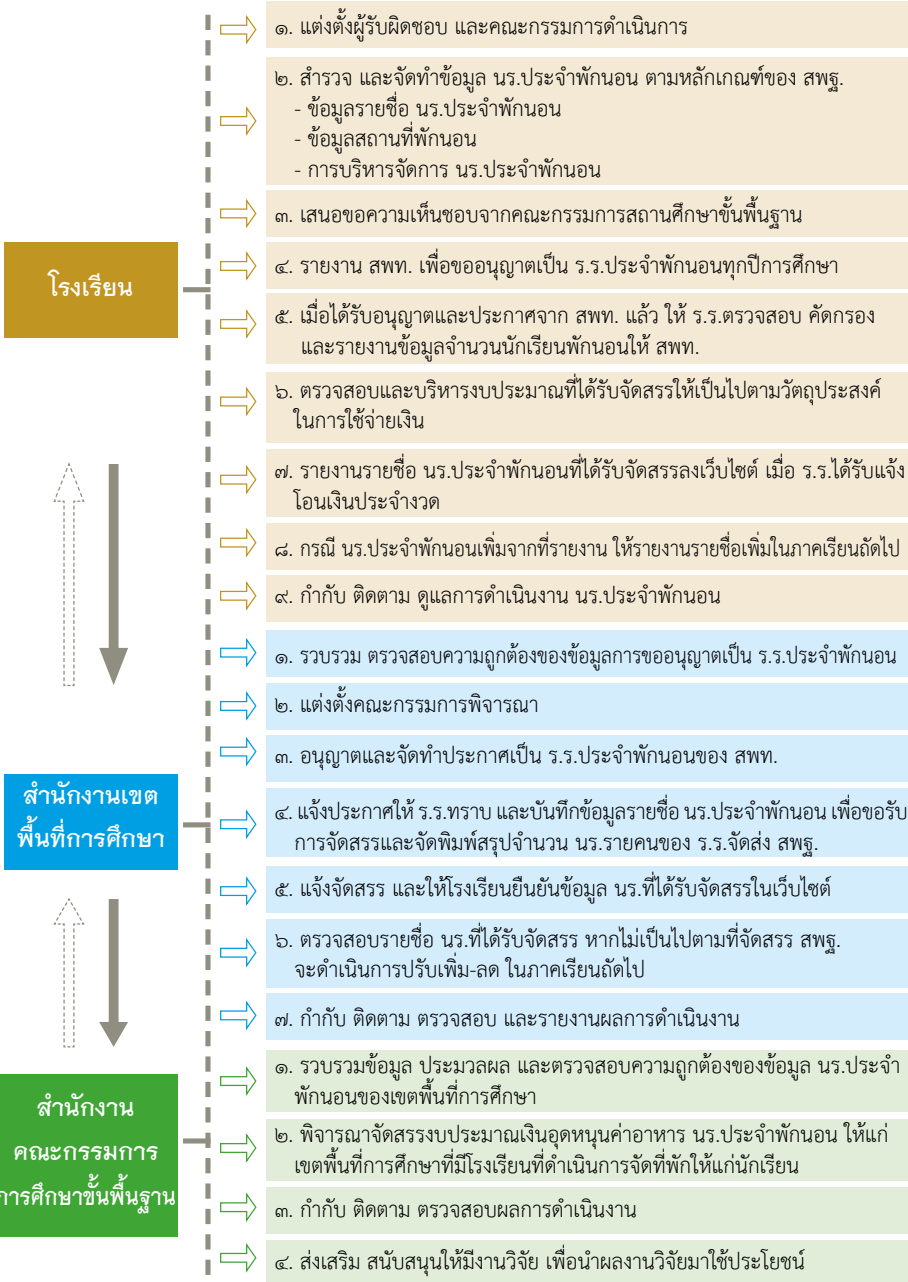 ๑. แต่งตั้งผู้รับผิดชอบ และคณะกรรมการดำเนินการ
๒. สำรวจ และจัดทำข้อมูล นร.ประจำพักนอน ตามหลักเกณฑ์ของ สพฐ.
- ข้อมูลรายชื่อ นร.ประจำพักนอน
- ข้อมูลสถานที่พักนอน
- การบริหารจัดการ นร.ประจำพักนอน
๓. เสนอขอความเห็นชอบจากคณะกรรมการสถานศึกษาขั้นพื้นฐาน
โรงเรียน
๔. รายงาน สพท. เพื่อขออนุญาตเป็น ร.ร.ประจำพักนอนทุกปีการศึกษา
๕. เมื่อได้รับอนุญาตและประกาศจาก สพท. แล้ว ให้ ร.ร.ตรวจสอบ คัดกรอง
และรายงานข้อมูลจำนวนนักเรียนพักนอนให้ สพท.
๖. ตรวจสอบและบริหารงบประมาณที่ได้รับจัดสรรให้เป็นไปตามวัตถุประสงค์
ในการใช้จ่ายเงิน
๗. รายงานรายชื่อ นร.ประจำพักนอนที่ได้รับจัดสรรลงเว็บไซต์ เมื่อ ร.ร.ได้รับแจ้ง
โอนเงินประจำงวด
๘. กรณี นร.ประจำพักนอนเพิ่มจากที่รายงาน ให้รายงานรายชื่อเพิ่มในภาคเรียนถัดไป
๙. กำกับ ติดตาม ดูแลการดำเนินงาน นร.ประจำพักนอน
๑. รวบรวม ตรวจสอบความถูกต้องของข้อมูลการขออนุญาตเป็น ร.ร.ประจำพักนอน
๒. แต่งตั้งคณะกรรมการพิจารณา
๓. อนุญาตและจัดทำประกาศเป็น ร.ร.ประจำพักนอนของ สพท.
สำนักงานเขต
พื้นที่การศึกษา
๔. แจ้งประกาศให้ ร.ร.ทราบ และบันทึกข้อมูลรายชื่อ นร.ประจำพักนอน เพื่อขอรับ
การจัดสรรและจัดพิมพ์สรุปจำนวน นร.รายคนของ ร.ร.จัดส่ง สพฐ.
๕. แจ้งจัดสรร และให้โรงเรียนยืนยันข้อมูล นร.ที่ได้รับจัดสรรในเว็บไซต์
๖. ตรวจสอบรายชื่อ นร.ที่ได้รับจัดสรร หากไม่เป็นไปตามที่จัดสรร สพฐ.
จะดำเนินการปรับเพิ่ม-ลด ในภาคเรียนถัดไป
๗. กำกับ ติดตาม ตรวจสอบ และรายงานผลการดำเนินงาน
๑. รวบรวมข้อมูล ประมวลผล และตรวจสอบความถูกต้องของข้อมูล นร.ประจำ
พักนอนของเขตพื้นที่การศึกษา
สำนักงาน
คณะกรรมการ
การศึกษาขั้นพื้นฐาน
๒. พิจารณาจัดสรรงบประมาณเงินอุดหนุนค่าอาหาร นร.ประจำพักนอน ให้แก่
เขตพื้นที่การศึกษาที่มีโรงเรียนที่ดำเนินการจัดที่พักให้แก่นักเรียน
๓. กำกับ ติดตาม ตรวจสอบผลการดำเนินงาน
๔. ส่งเสริม สนับสนุนให้มีงานวิจัย เพื่อนำผลงานวิจัยมาใช้ประโยชน์